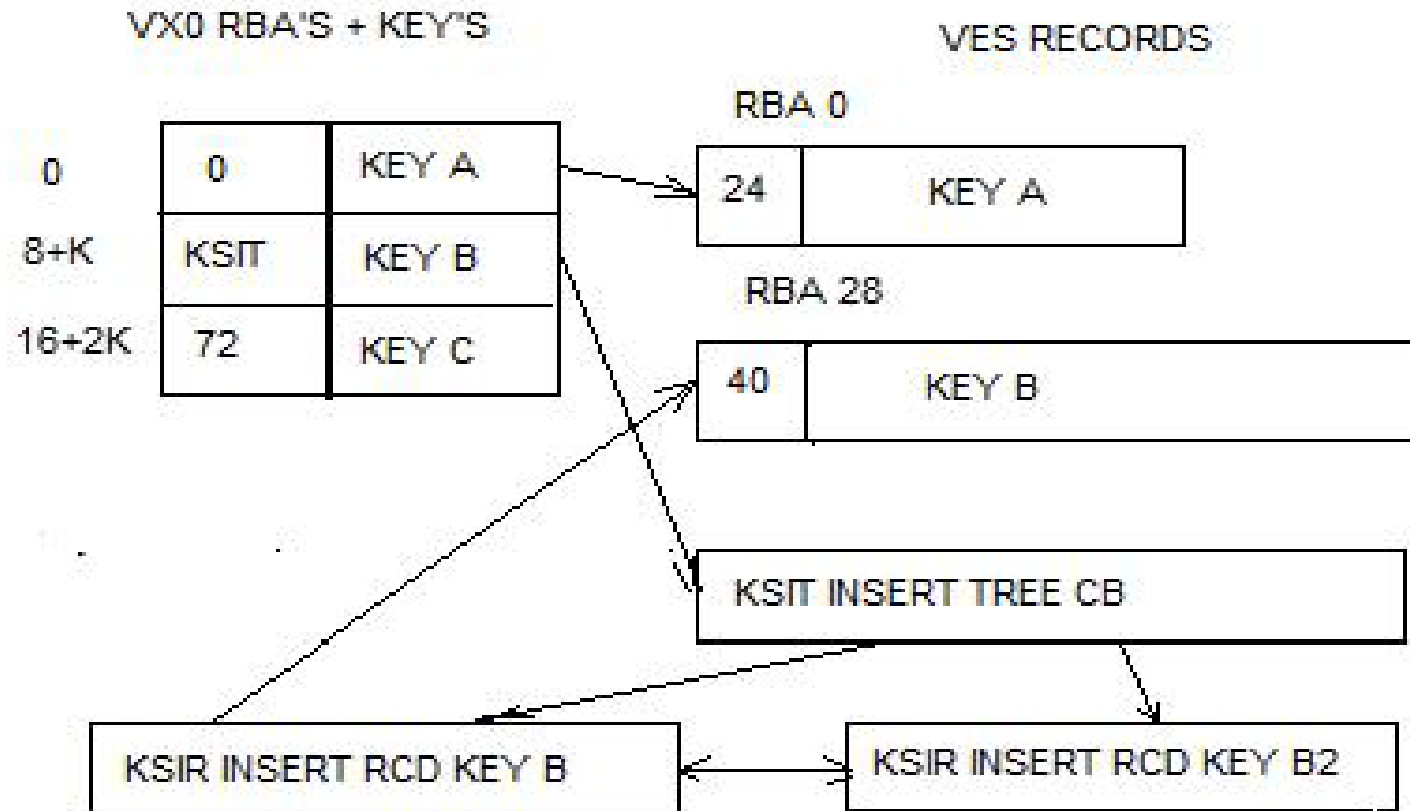 VX0 RBA'S + KEY'S
VES RECORDS
RBA 0
0 0 KEY A
24 KEY A
8+K KSIT KEY B
RBA 28
16+2K 72 KEY C
40 KEY B
KSIT INSERT TREE CB
KSIR INSERT RCD KEY B
KSIR INSERT RCD KEY B2